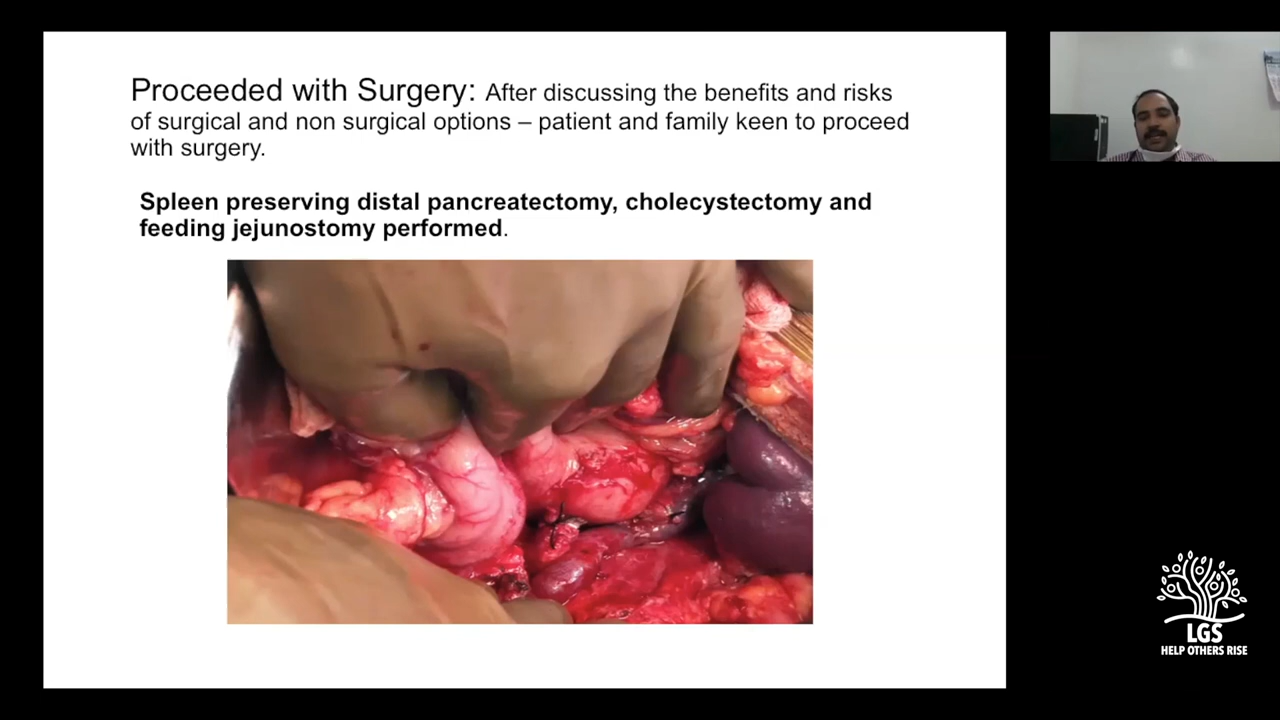 Proceeded with Surgery: After discussing the benefits and risks
of surgical and non surgical options – patient and family keen to proceed
with surgery.
Spleen preserving distal pancreatectomy, cholecystectomy and
feeding jejunostomy performed.
LGS
HELP OTHERS RISE